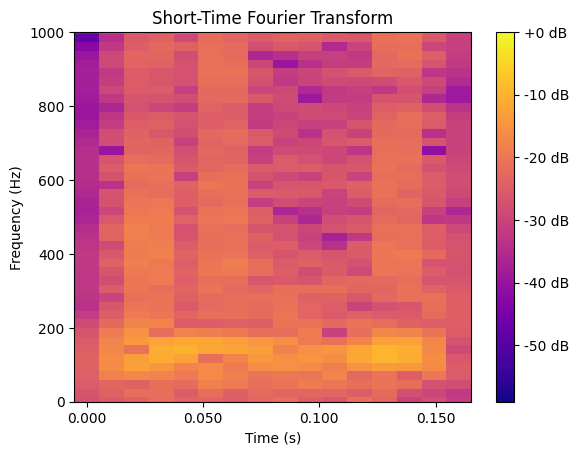 Short-Time Fourier Transform
1000
800
600
400
200
0
Frequency (Hz)
0.000
0.050
0.100
0.150
Time (s)
+0 dB
-10 dB
-20 dB
-30 dB
-40 dB
-50 dB